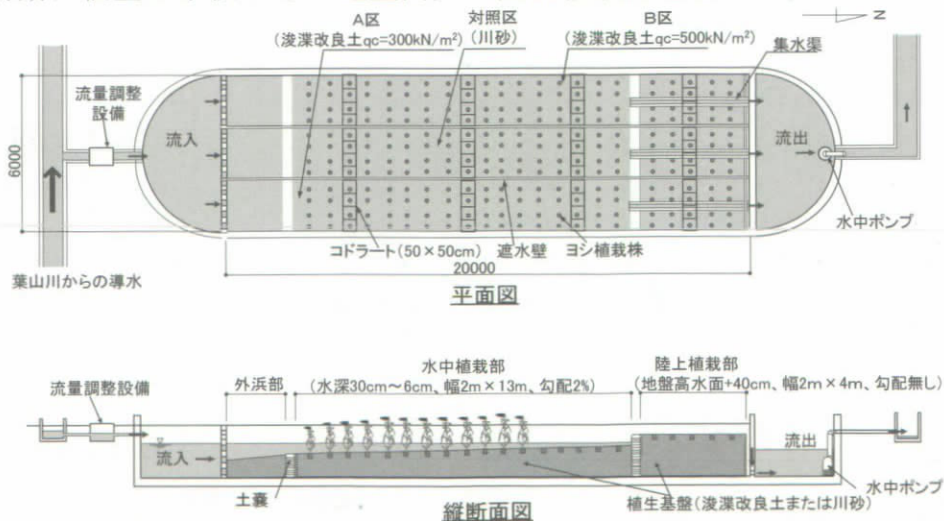 A区
(浚渫改良土qc=300kN/m²)
対照区
(川砂)
B区
(浚渫改良土qc=500kN/m²)
N
集水渠
流量調整
設備
流入
流出
6000
水中ポンプ
コドラート(50×50cm)
遮水壁
ヨシ植栽株
20000
葉山川からの導水
平面図
流量調整設備
外浜部
水中植栽部
(水深30cm~6cm、幅2m×13m、勾配2%)
陸上植栽部
(地盤高水面+40cm、幅2m×4m、勾配無し)
流入
流出
土嚢
植生基盤(浚渫改良土または川砂)
水中ポンプ
縦断面図